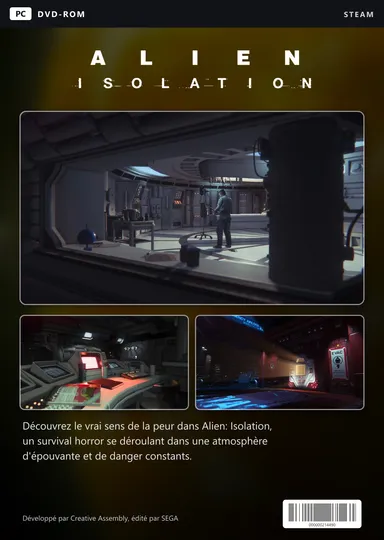 PC DVD-ROM STEAM
ALIEN
ISOLATION
Découvrez le vrai sens de la peur dans Alien: Isolation,
un survival horror se déroulant dans une atmosphère
d'épouvante et de danger constants.
Développé par Creative Assembly, édité par SEGA